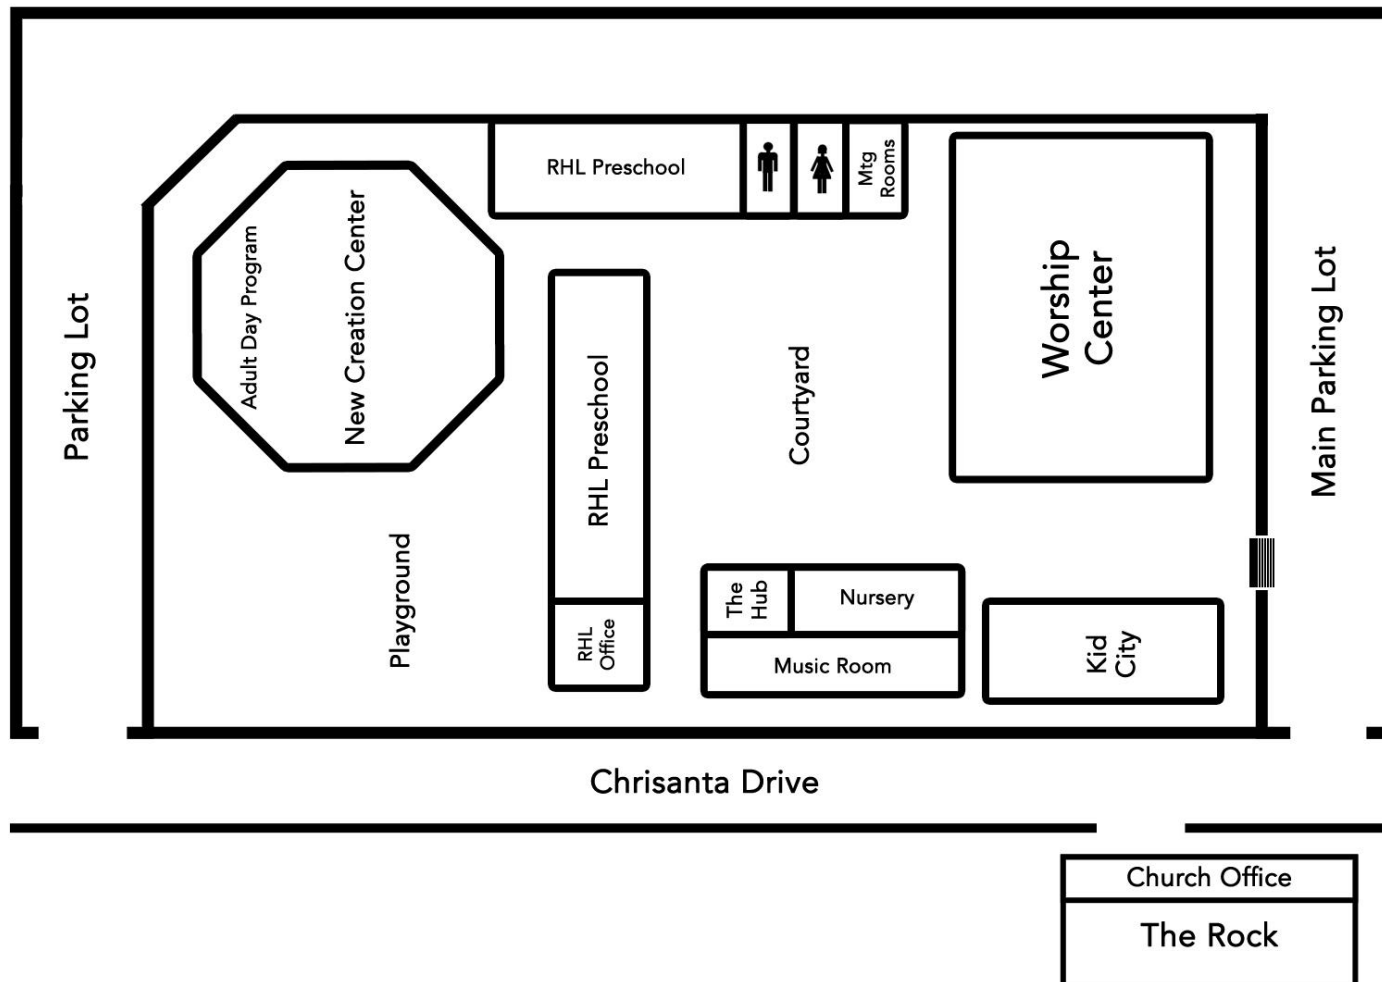 RHL Preschool
Mtg
Rooms
Adult Day Program
New Creation Center
Worship
Center
Parking Lot
RHL Preschool
Courtyard
Main Parking Lot
Playground
The
Hub
Nursery
RHL
Office
Music Room
Kid
City
Chrisanta Drive
Church Office
The Rock